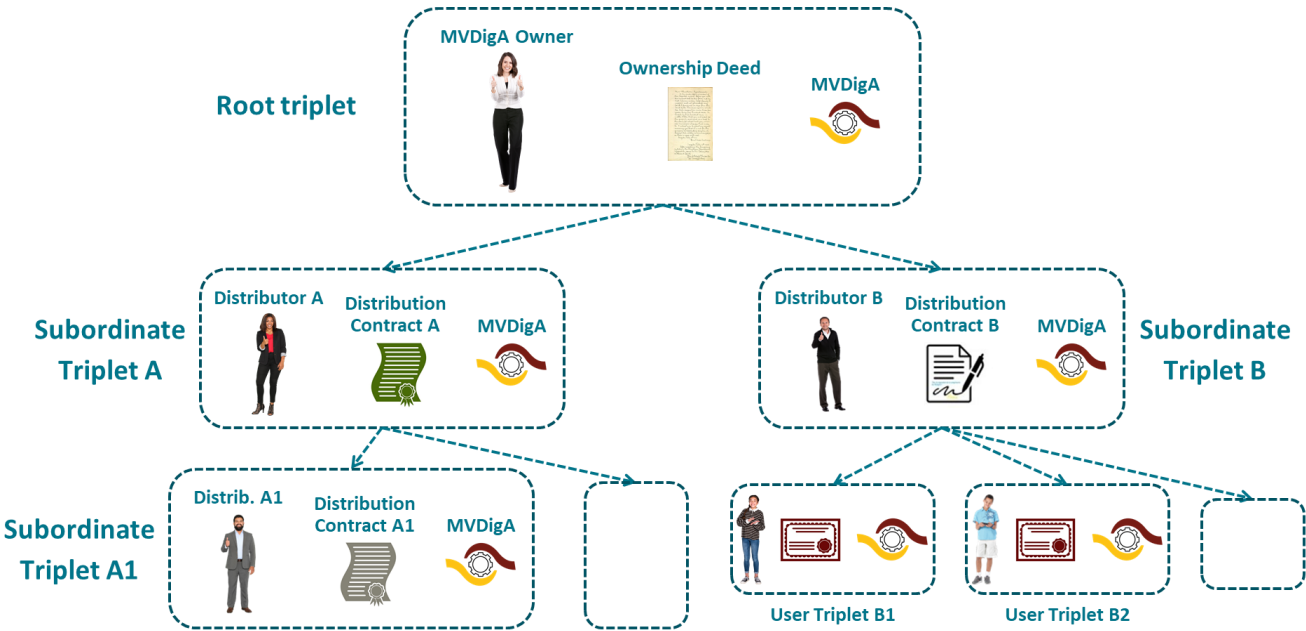 MVDigA Owner
Ownership Deed
MVDigA
Root triplet
Distributor A
Distribution
Contract A
MVDigA
Subordinate
Triplet A
Distributor B
Distribution
Contract B
MVDigA
Subordinate
Triplet B
Distrib. A1
Distribution
Contract A1
MVDigA
Subordinate
Triplet A1
User Triplet B1
User Triplet B2